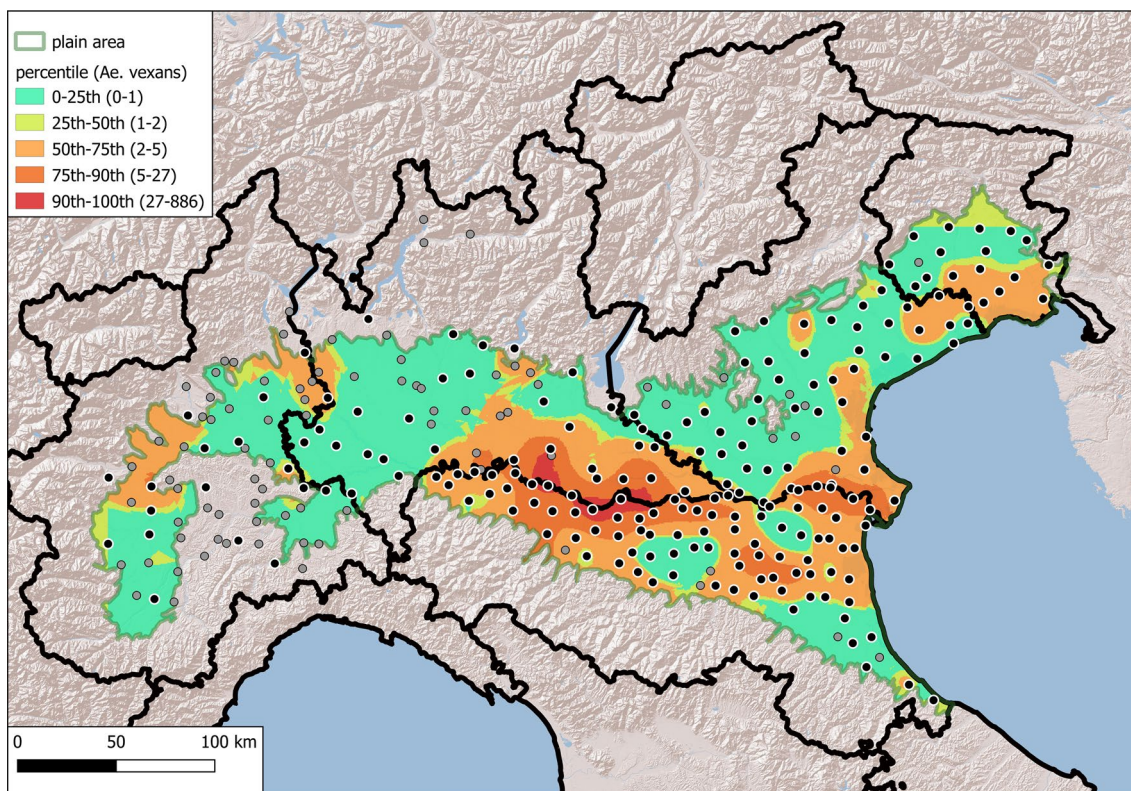 plain area
percentile (Ae. vexans)
0-25th (0-1)
25th-50th (1-2)
50th-75th (2-5)
75th-90th (5-27)
90th-100th (27-886)
0 50 100 km